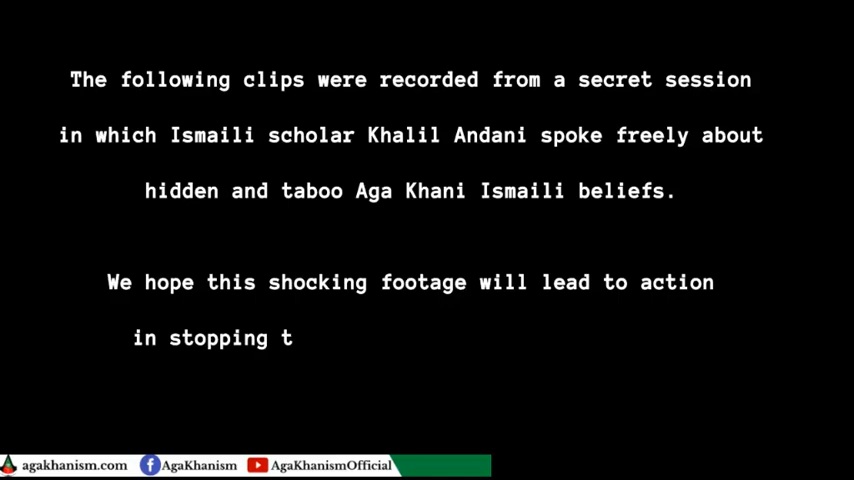 The following clips were recorded from a secret session
in which Ismaili scholar Khalil Andani spoke freely about
hidden and taboo Aga Khani Ismaili beliefs.
We hope this shocking footage will lead to action
in stopping t
agakhanism.com AgaKhanism AgaKhanismOfficial